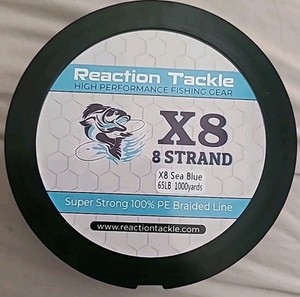 Reaction Tackle
HIGH PERFORMANCE FISHING GEAR
X8
8 STRAND
X8 Sea Blue
65LB 1000yards
Super Strong 100% PE Braided Line
www.reactiontackle.com